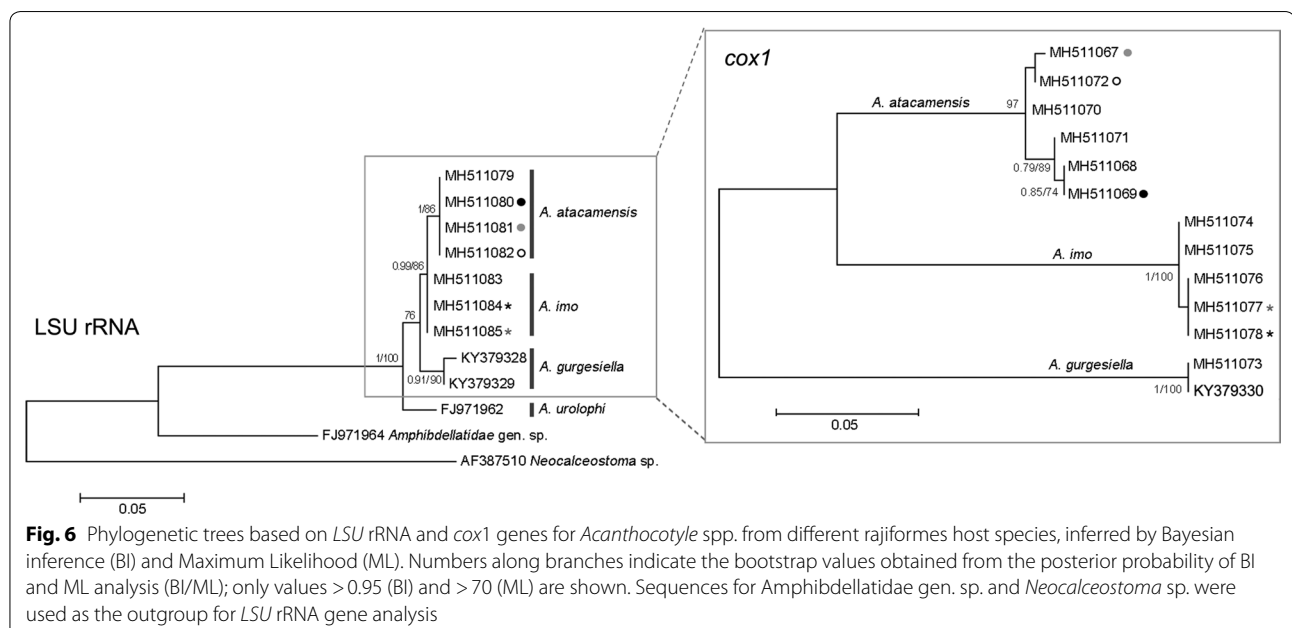 LSU rRNA
MH511079
MH511080
MH511081
MH511082
A. atacamensis
MH511083
MH511084*
MH511085*
A. imo
KY379328
KY379329
A. gurgesiella
FJ971962
A. urolophi
FJ971964 Amphibdellatidae gen. sp.
AF387510 Neocalceostoma sp.
1/86
0.99/86
76
1/100
0.91/90
0.05
cox1
MH511067
MH511072
MH511070
MH511071
MH511068
MH511069
A. atacamensis
97
0.79/89
0.85/74
MH511074
MH511075
MH511076
MH511077 *
MH511078 *
A. imo
1/100
MH511073
KY379330
A. gurgesiella
1/100
0.05
Fig. 6 Phylogenetic trees based on LSU rRNA and cox1 genes for Acanthocotyle spp. from different rajiformes host species, inferred by Bayesian
inference (BI) and Maximum Likelihood (ML). Numbers along branches indicate the bootstrap values obtained from the posterior probability of BI
and ML analysis (BI/ML); only values > 0.95 (BI) and > 70 (ML) are shown. Sequences for Amphibdellatidae gen. sp. and Neocalceostoma sp. were
used as the outgroup for LSU rRNA gene analysis